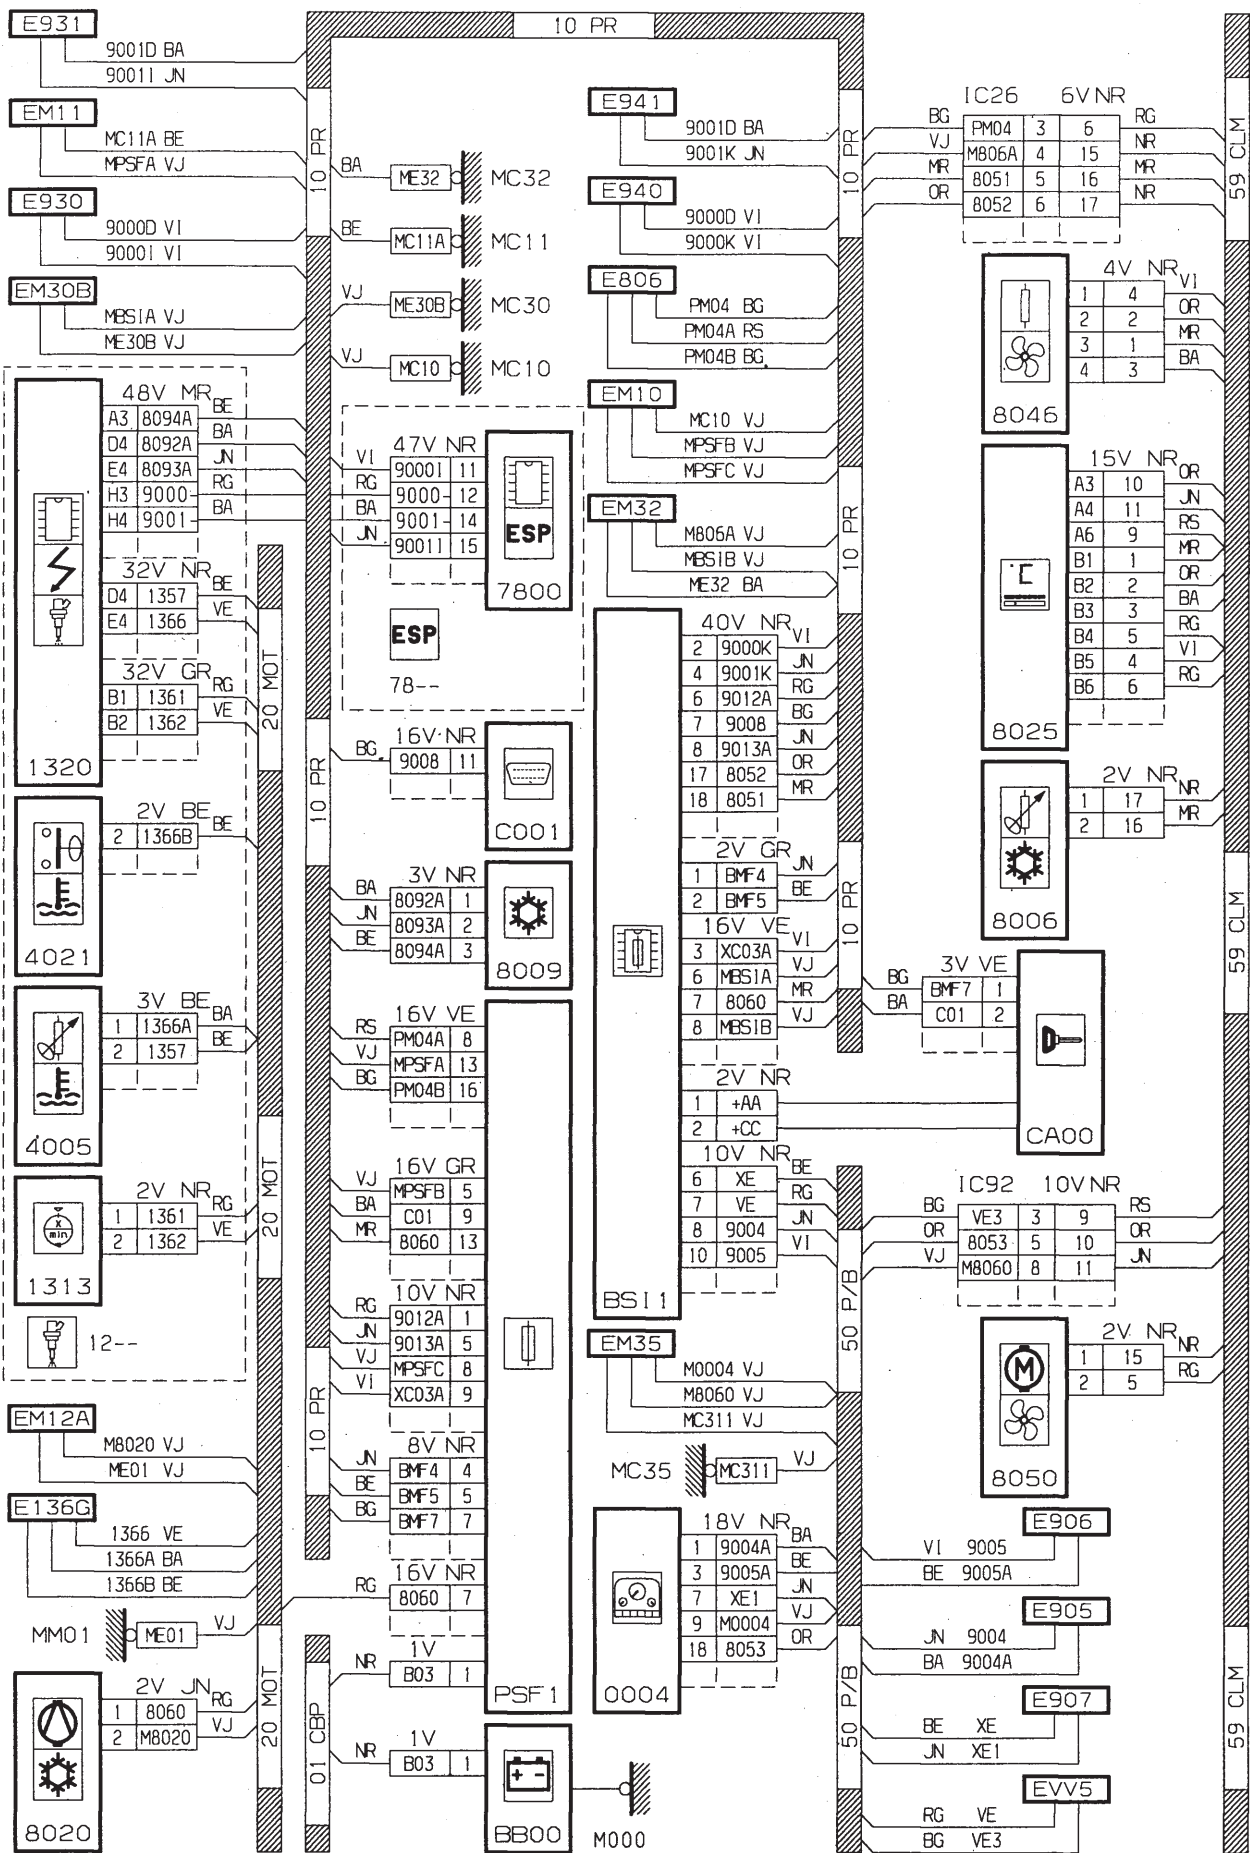 E931
9001D BA
9001I JN
EM11
MC11A BE
MPSFA VJ
E930
9000D VI
9000I VI
EM30B
MBSIA VJ
ME30B VJ
10 PR
10 PR
BA ME32 MC32
BE MC11A MC11
VJ ME30B MC30
VJ MC10 MC10
E941
9001D BA
9001K JN
E940
9000D VI
9000K VI
E806
PM04 BG
PM04A RS
PM04B BG
EM10
MC10 VJ
MPSFB VJ
MPSFC VJ
EM32
M806A VJ
MBSIB VJ
ME32 BA
10 PR
10 PR
IC26 6V NR
BG PM04 3 6 RG
VJ M806A 4 15 NR
MR 8051 5 16 MR
OR 8052 6 17 NR
59 CLM
4V NR
1 4 VI
2 2 OR
3 1 MR
4 3 BA
8046
15V NR
A3 10 OR
A4 11 JN
A6 9 RS
B1 1 MR
B2 2 OR
B3 3 BA
B4 5 RG
B5 4 VI
B6 6 RG
°C
8025
2V NR
1 17 NR
2 16 MR
8006
59 CLM
48V MR
A3 8094A BE
D4 8092A BA
E4 8093A JN
H3 9000- RG
H4 9001- BA
32V NR
D4 1357 BE
E4 1366 VE
32V GR
B1 1361 RG
B2 1362 VE
1320
20 MOT
2V BE
2 1366B BE
4021
3V BE
1 1366A BA
2 1357 BE
4005
20 MOT
2V NR
1 1361 RG
2 1362 VE
x
min
1313
12--
EM12A
M8020 VJ
ME01 VJ
E136G
1366 VE
1366A BA
1366B BE
MM01 ME01 VJ
2V JN
1 8060 RG
2 M8020 VJ
8020
20 MOT
47V NR
VI 9000I 11
RG 9000- 12
BA 9001- 14
JN 9001I 15
ESP
7800
ESP
78--
10 PR
16V NR
BG 9008 11
C001
3V NR
BA 8092A 1
JN 8093A 2
BE 8094A 3
8009
16V VE
RS PM04A 8
VJ MPSFA 13
BG PM04B 16
16V GR
VJ MPSFB 5
BA C01 9
MR 8060 13
10V NR
RG 9012A 1
JN 9013A 5
VJ MPSFC 8
VI XC03A 9
10 PR
8V NR
JN BMF4 4
BE BMF5 5
BG BMF7 7
16V NR
RG 8060 7
1V
NR B03 1
PSF1
01 CBP
1V
NR B03 1
+ -
BB00
M000
40V NR
2 9000K VI
4 9001K JN
6 9012A RG
7 9008 BG
8 9013A JN
17 8052 OR
18 8051 MR
2V GR
1 BMF4 JN
2 BMF5 BE
16V VE
3 XC03A VI
6 MBSIA VJ
7 8060 MR
8 MBSIB VJ
2V NR
1 +AA
2 +CC
10V NR
6 XE BE
7 VE RG
8 9004 JN
10 9005 VI
BSI1
10 PR
3V VE
BG BMF7 1
BA C01 2
CA00
EM35
M0004 VJ
M8060 VJ
MC311 VJ
MC35 MC311 VJ
50 P/B
IC92 10V NR
BG VE3 3 9 RS
OR 8053 5 10 OR
VJ M8060 8 11 JN
2V NR
1 15 NR
2 5 RG
M
8050
18V NR
1 9004A BA
3 9005A BE
7 XE1 JN
9 M0004 VJ
18 8053 OR
0004
50 P/B
E906
VI 9005
BE 9005A
E905
JN 9004
BA 9004A
E907
BE XE
JN XE1
EVV5
RG VE
BG VE3
59 CLM